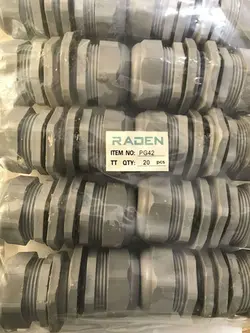 RADEN
ITEM NO: PG42
TT QTY: 20 pcs